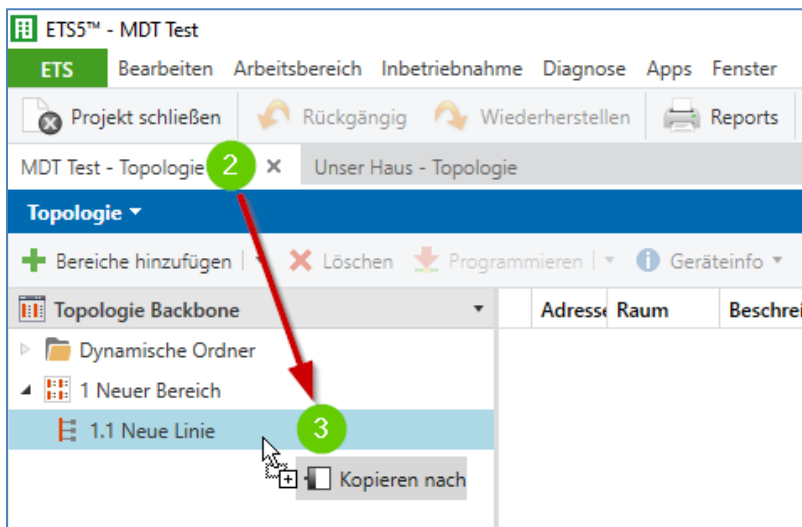 ETS5™ - MDT Test
ETS Bearbeiten Arbeitsbereich Inbetriebnahme Diagnose Apps Fenster
Projekt schließen Rückgängig Wiederherstellen Reports
MDT Test - Topologie 2 Unser Haus - Topologie
Topologie
Bereiche hinzufügen Löschen Programmieren Geräteinfo
Topologie Backbone Adresse Raum Beschrei
Dynamische Ordner
1 Neuer Bereich
1.1 Neue Linie 3
Kopieren nach